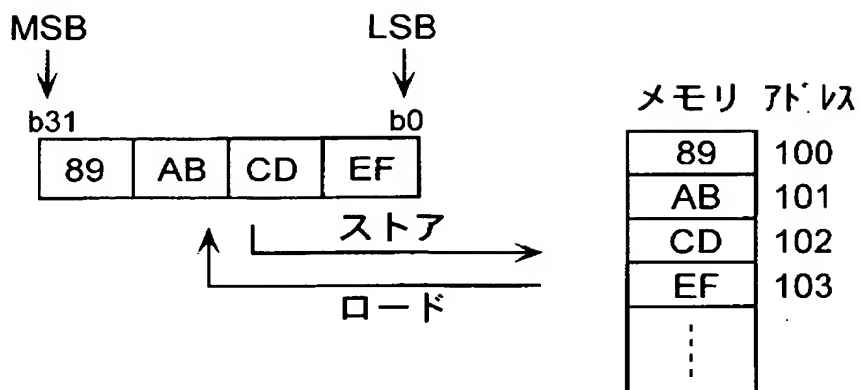 MSB LSB
b31 b0
89 AB CD EF
ストア
ロード
メモリ アドレス
89 100
AB 101
CD 102
EF 103